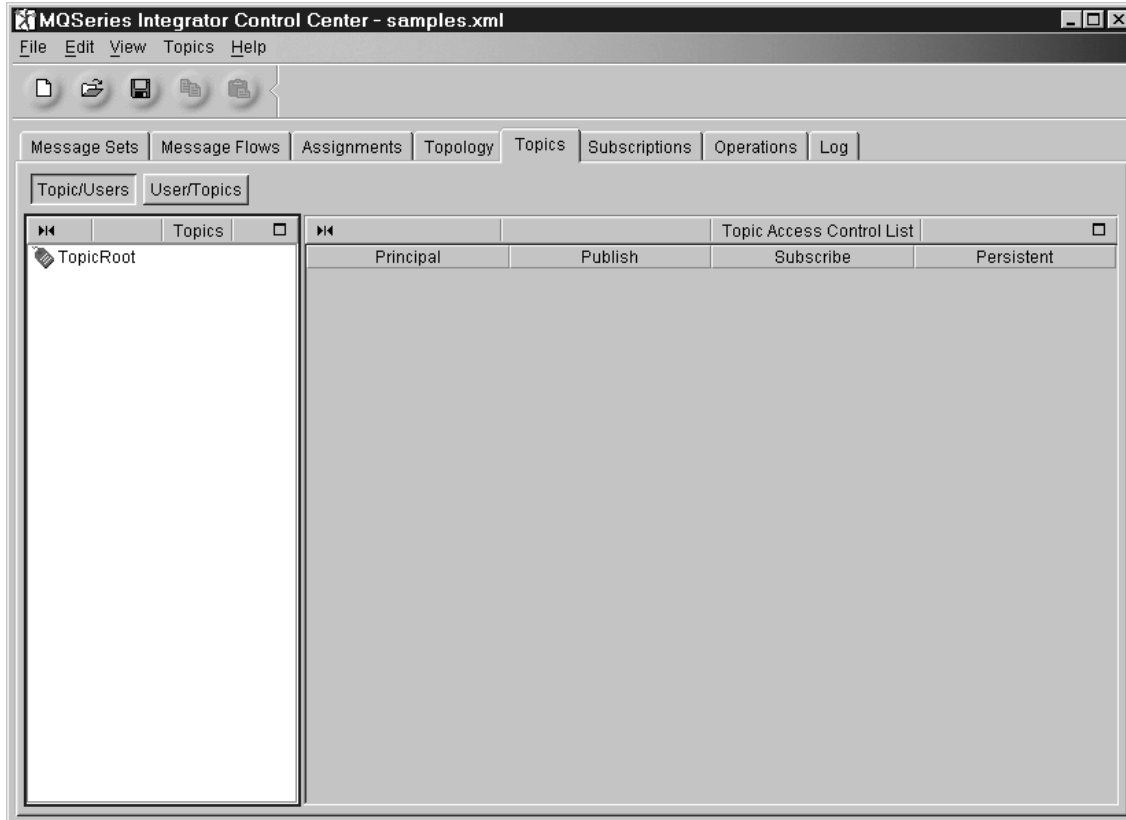 MQSeries Integrator Control Center - samples.xml
File Edit View Topics Help
Message Sets Message Flows Assignments Topology Topics Subscriptions Operations Log
Topic/Users User/Topics
Topics Topic Access Control List
TopicRoot Principal Publish Subscribe Persistent